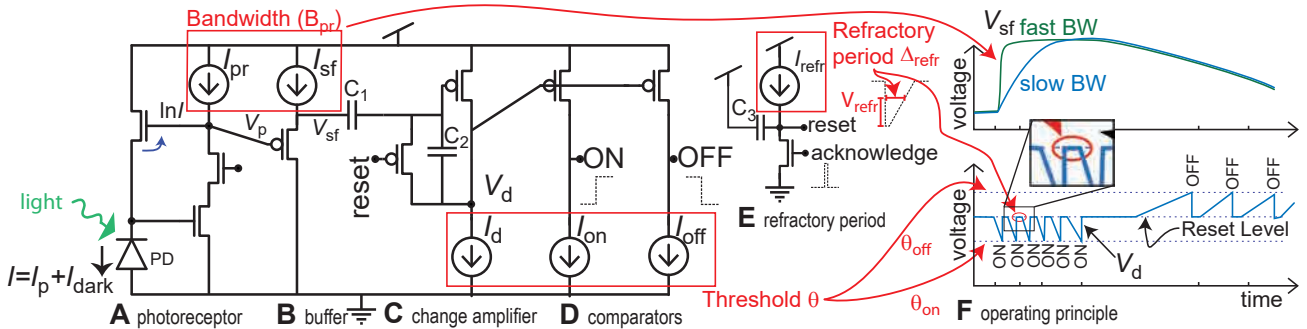 Bandwidth (Bpr)
Ipr
Isf
lnI
Vp
C1
Vsf
C2
reset
Vd
ON
OFF
light
PD
I=Ip+Idark
Id
Ion
Ioff
A photoreceptor
B buffer
C change amplifier
D comparators
Refractory
period Δrefr
Irefr
C3
Vrefr
reset
acknowledge
E refractory period
Threshold θ
θoff
θon
Vsf
fast BW
slow BW
voltage
voltage
OFF
OFF
OFF
Reset Level
ON
ON
ON
ON
ON
ON
Vd
time
F operating principle